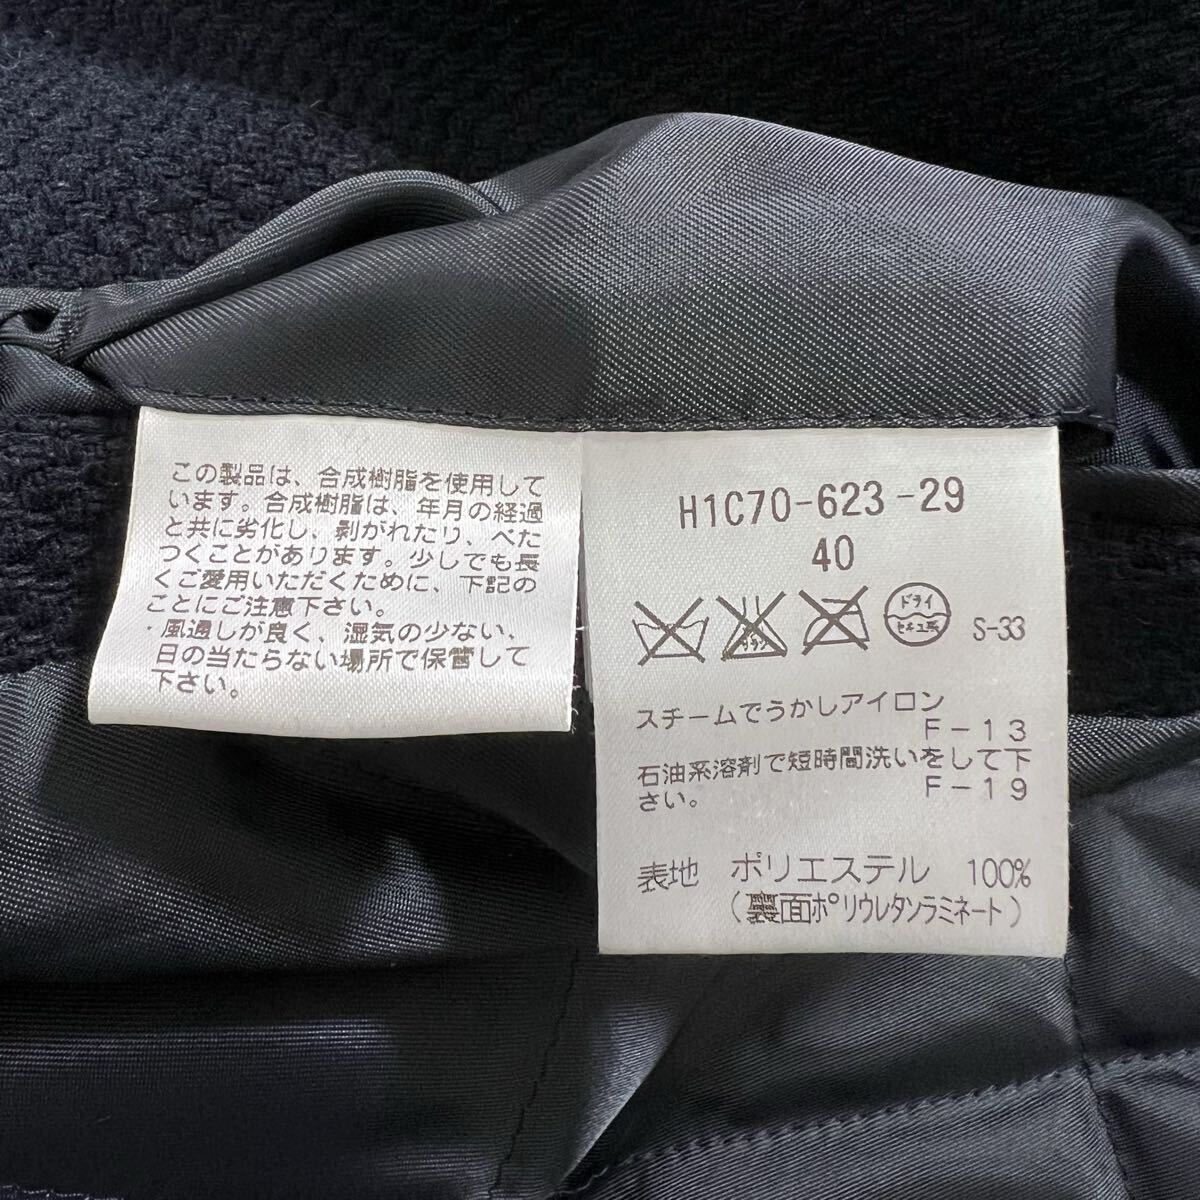 この製品は、合成樹脂を使用して
います。合成樹脂は、年月の経過
と共に劣化し、剥がれたり、べた
つくことがあります。少しでも長
くご愛用いただくために、下記の
ことにご注意下さい。
・風通しが良く、湿気の少ない、
日の当たらない場所で保管して
下さい。
H1C70-623-29
40
ドライ
セキユ系
S-33
スチームでうかしアイロン
F-13
石油系溶剤で短時間洗いをして下
さい。 F-19
表地 ポリエステル 100%
(裏面ポリウレタンラミネート)